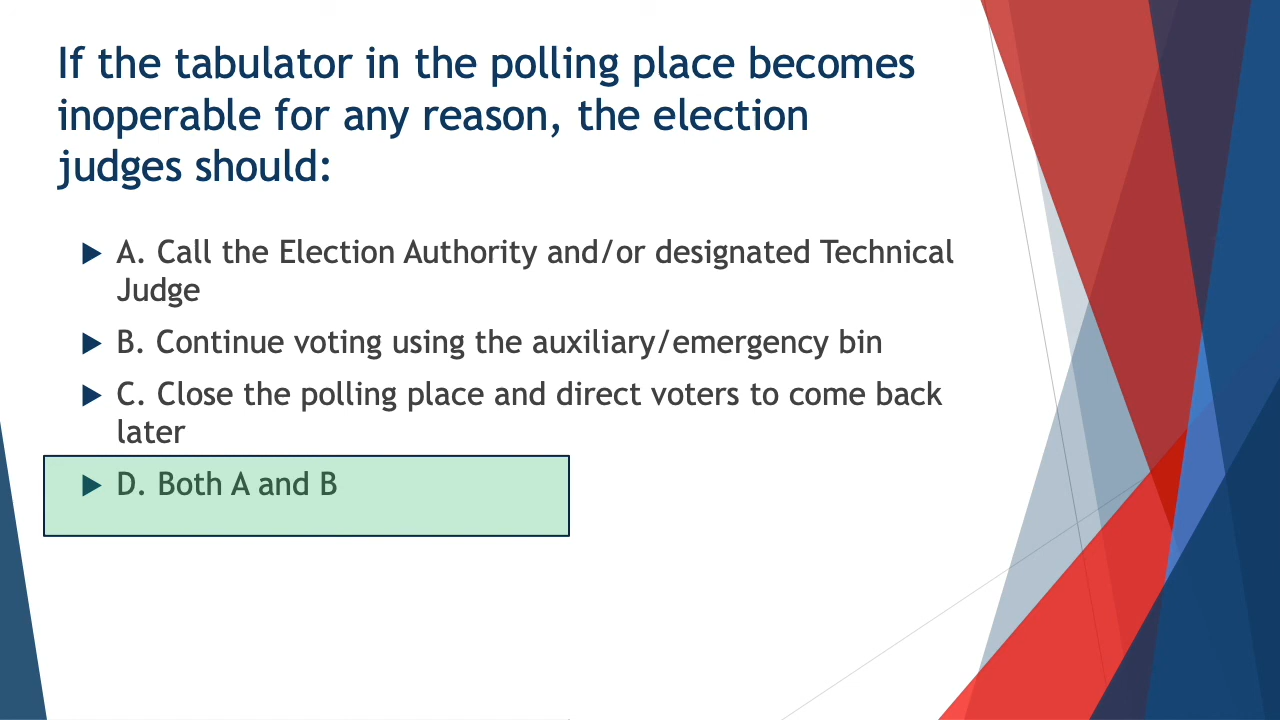 If the tabulator in the polling place becomes
inoperable for any reason, the election
judges should:
A. Call the Election Authority and/or designated Technical
Judge
B. Continue voting using the auxiliary/emergency bin
C. Close the polling place and direct voters to come back
later
D. Both A and B